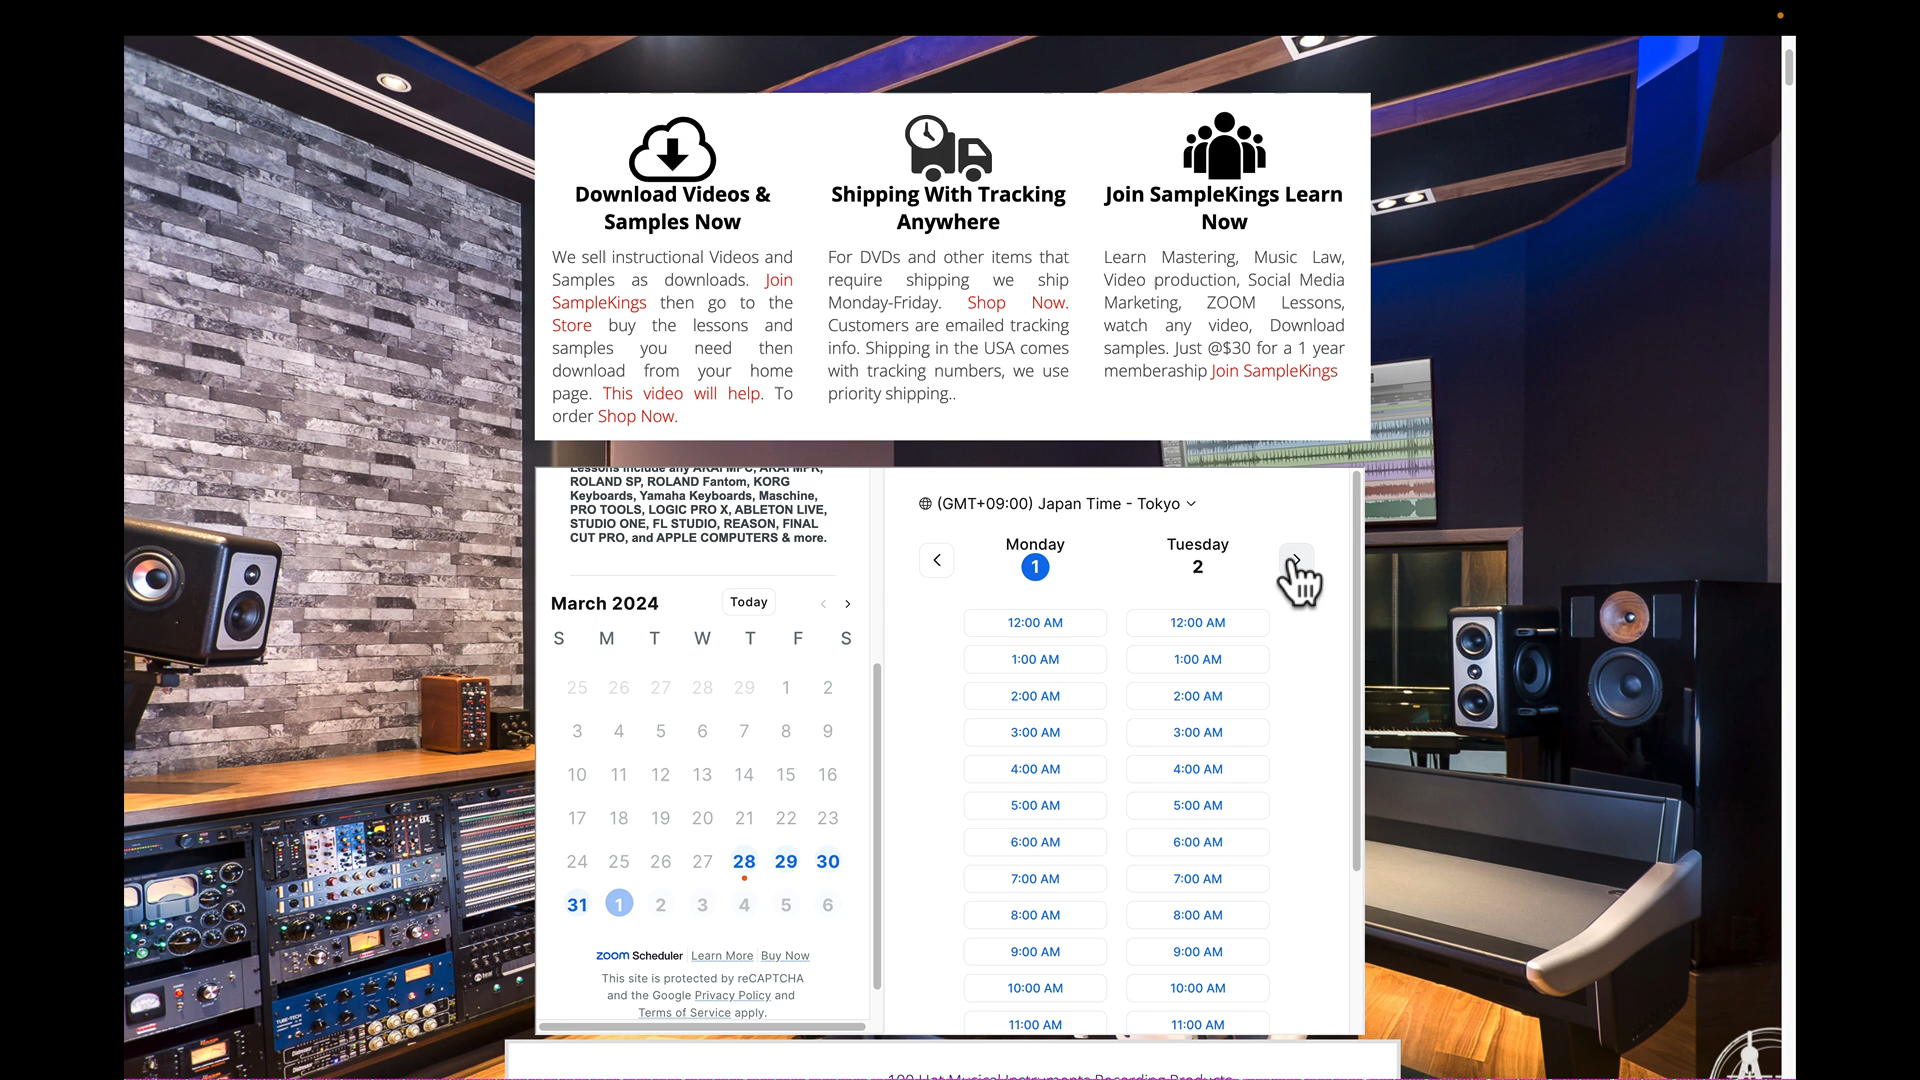 Download Videos &
Samples Now
We sell instructional Videos and
Samples as downloads. Join
SampleKings then go to the
Store buy the lessons and
samples you need then
download from your home
page. This video will help. To
order Shop Now.
Shipping With Tracking
Anywhere
For DVDs and other items that
require shipping we ship
Monday-Friday. Shop Now.
Customers are emailed tracking
info. Shipping in the USA comes
with tracking numbers, we use
priority shipping..
Join SampleKings Learn
Now
Learn Mastering, Music Law,
Video production, Social Media
Marketing, ZOOM Lessons,
watch any video, Download
samples. Just @$30 for a 1 year
memberaship Join SampleKings
Lessons include any AKAI MPC, AKAI MPK,
ROLAND SP, ROLAND Fantom, KORG
Keyboards, Yamaha Keyboards, Maschine,
PRO TOOLS, LOGIC PRO X, ABLETON LIVE,
STUDIO ONE, FL STUDIO, REASON, FINAL
CUT PRO, and APPLE COMPUTERS & more.
March 2024 Today
S M T W T F S
25 26 27 28 29 1 2
3 4 5 6 7 8 9
10 11 12 13 14 15 16
17 18 19 20 21 22 23
24 25 26 27 28 29 30
31 1 2 3 4 5 6
zoom Scheduler Learn More Buy Now
This site is protected by reCAPTCHA
and the Google Privacy Policy and
Terms of Service apply.
(GMT+09:00) Japan Time - Tokyo
Monday Tuesday
1 2
12:00 AM 12:00 AM
1:00 AM 1:00 AM
2:00 AM 2:00 AM
3:00 AM 3:00 AM
4:00 AM 4:00 AM
5:00 AM 5:00 AM
6:00 AM 6:00 AM
7:00 AM 7:00 AM
8:00 AM 8:00 AM
9:00 AM 9:00 AM
10:00 AM 10:00 AM
11:00 AM 11:00 AM
100 Hot Musical Instruments Recording Products